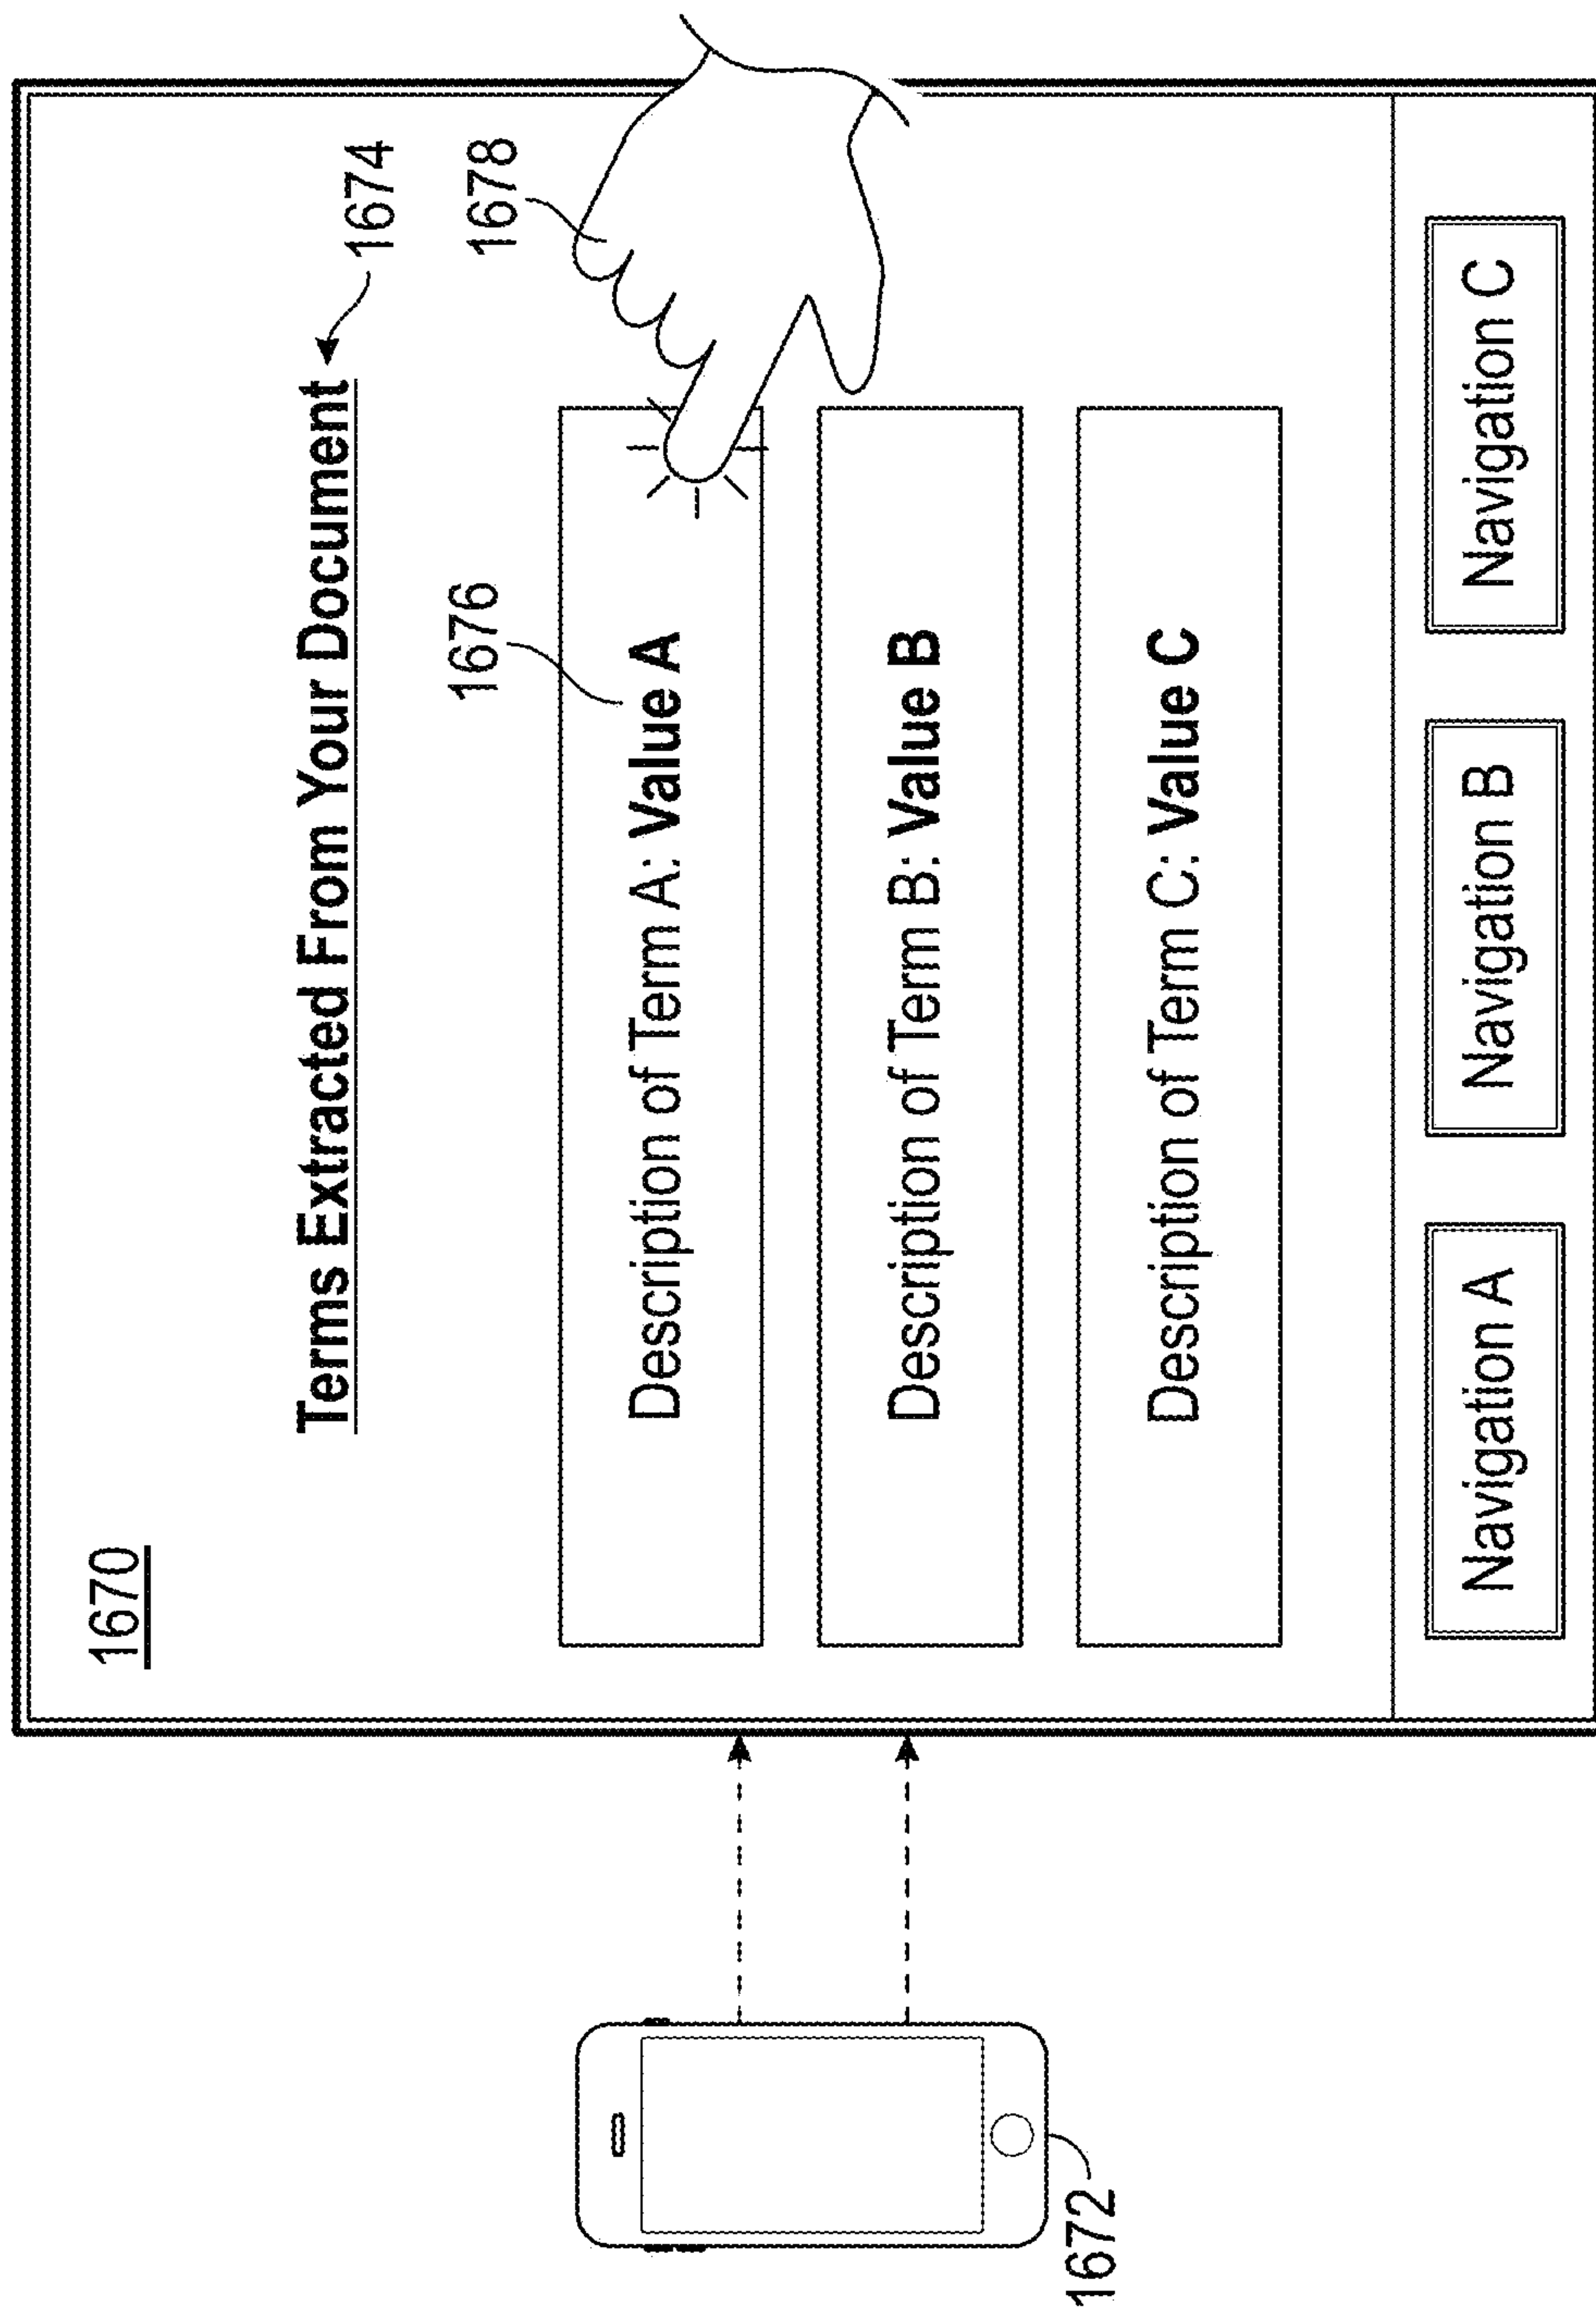 1670
Terms Extracted From Your Document
1674
1676
1678
Description of Term A: Value A
Description of Term B: Value B
Description of Term C: Value C
Navigation A
Navigation B
Navigation C
1672